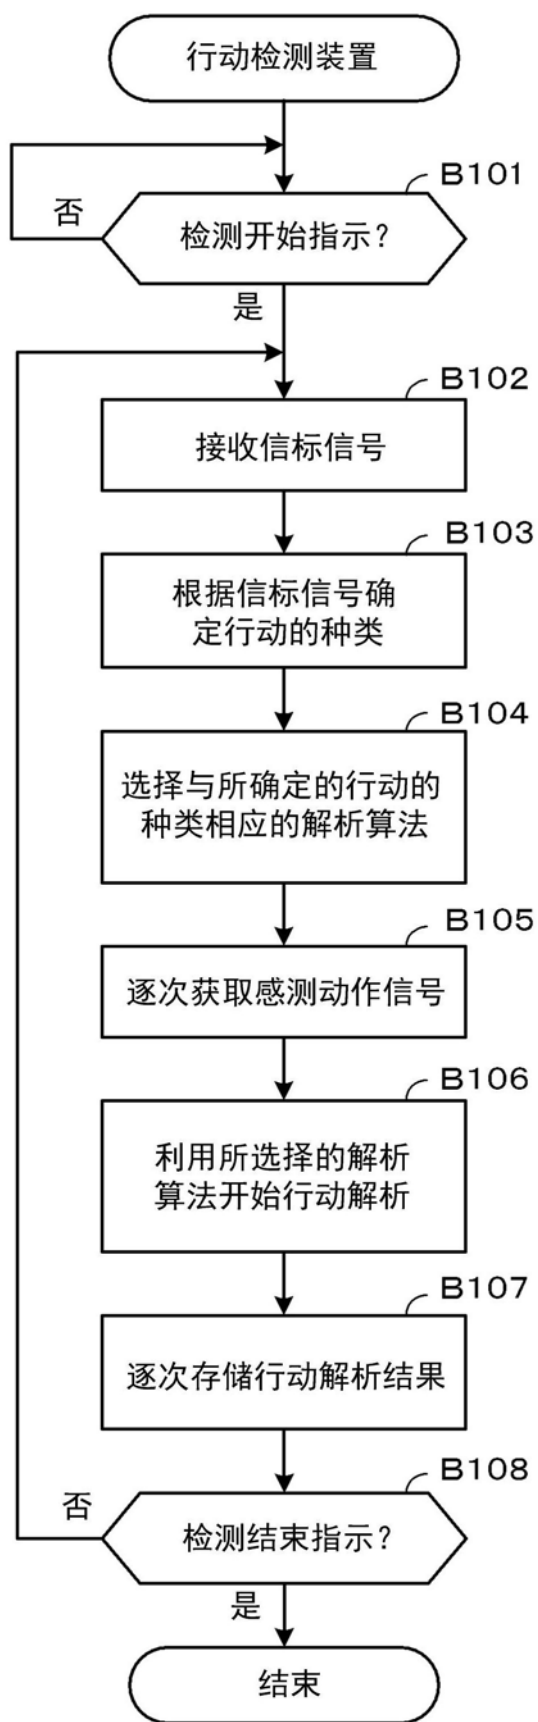 行动检测装置
B101
否
检测开始指示？
是
B102
接收信标信号
B103
根据信标信号确
定行动的种类
B104
选择与所确定的行动的
种类相应的解析算法
B105
逐次获取感测动作信号
B106
利用所选择的解析
算法开始行动解析
B107
逐次存储行动解析结果
B108
否
检测结束指示？
是
结束